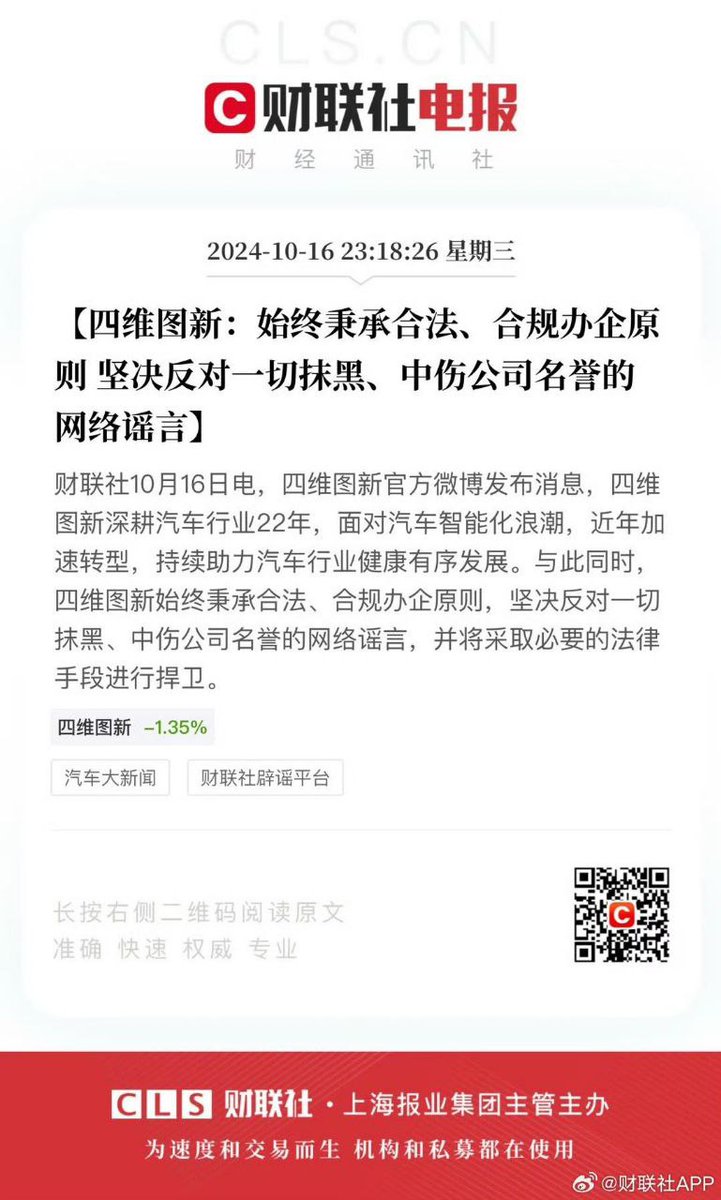 CLS.CN
C 财联社电报
财经通讯社
2024-10-16 23:18:26 星期三
【四维图新：始终秉承合法、合规办企原
则 坚决反对一切抹黑、中伤公司名誉的
网络谣言】
财联社10月16日电，四维图新官方微博发布消息，四维
图新深耕汽车行业22年，面对汽车智能化浪潮，近年加
速转型，持续助力汽车行业健康有序发展。与此同时，
四维图新始终秉承合法、合规办企原则，坚决反对一切
抹黑、中伤公司名誉的网络谣言，并将采取必要的法律
手段进行捍卫。
四维图新 -1.35%
汽车大新闻 财联社辟谣平台
长按右侧二维码阅读原文
准确 快速 权威 专业
C
CLS 财联社·上海报业集团主管主办
为速度和交易而生 机构和私募都在使用
@财联社APP